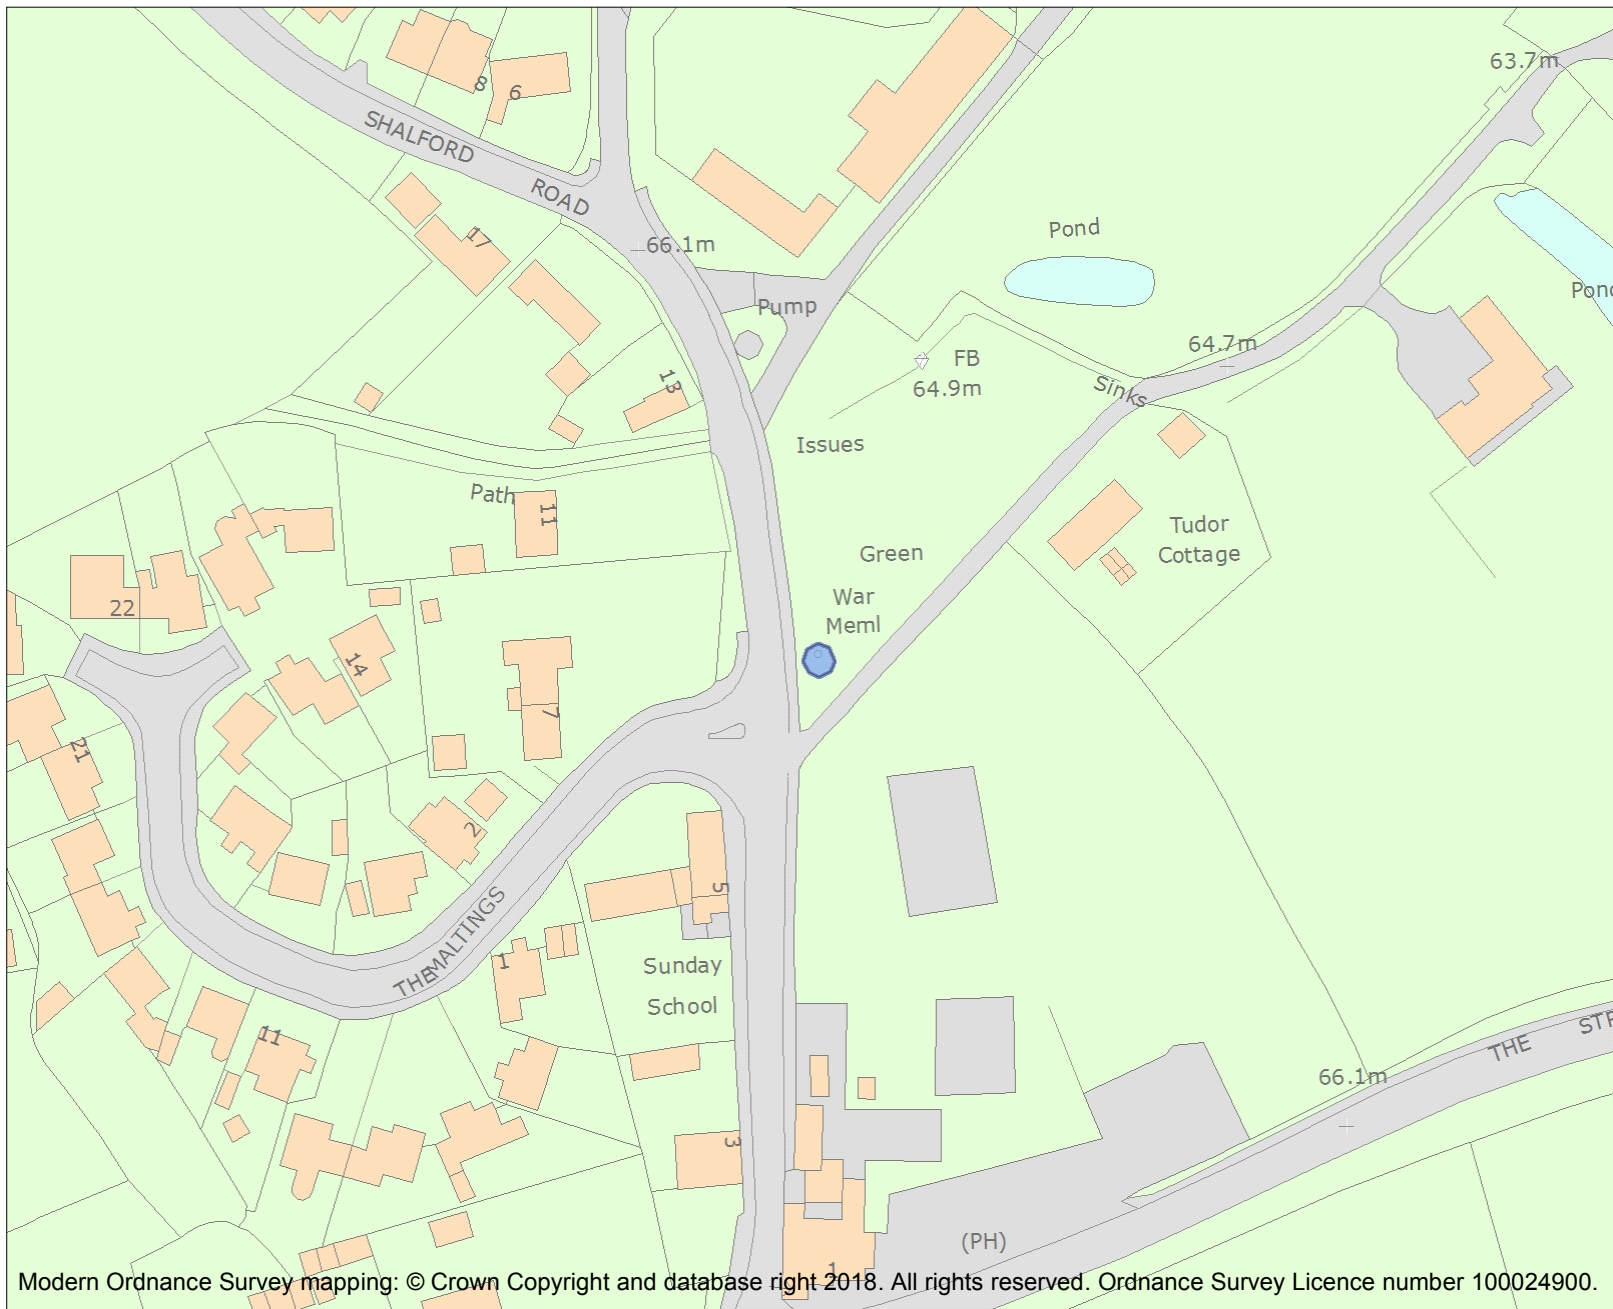 63.7m
8
6
SHALFORD
ROAD
17
66.1m
Pond
Pump
Pond
64.7m
FB
64.9m
Sinks
13
Issues
Path
11
Tudor
Cottage
Green
War
Meml
22
14
7
21
2
5
THE MALTINGS
1
Sunday
School
11
THE
66.1m
3
(PH)
1
Modern Ordnance Survey mapping: © Crown Copyright and database right 2018. All rights reserved. Ordnance Survey Licence number 100024900.